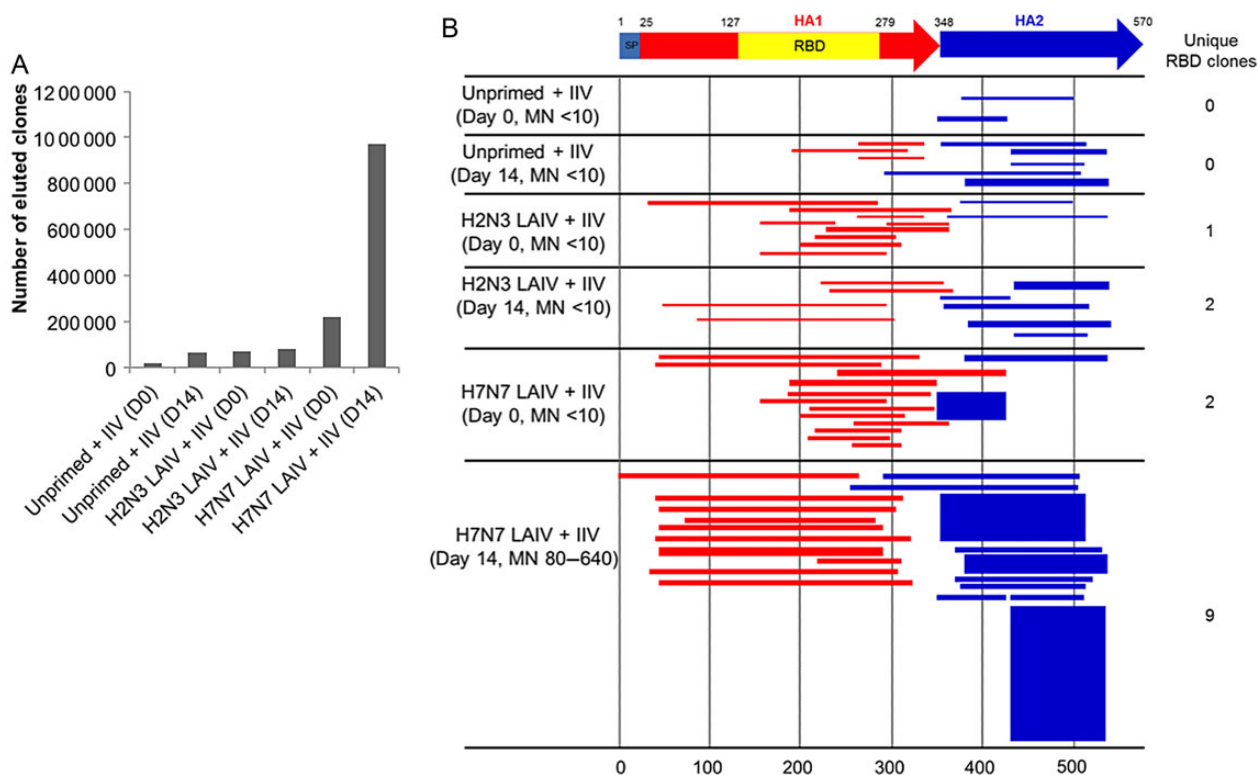 A
Number of eluted clones
12 00 000
10 00 000
800 000
600 000
400 000
200 000
0
Unprimed + IIV (D0)
Unprimed + IIV (D14)
H2N3 LAIV + IIV (D0)
H2N3 LAIV + IIV (D14)
H7N7 LAIV + IIV (D0)
H7N7 LAIV + IIV (D14)
B
1 25 127 HA1 279 348 HA2 570
SP RBD
Unique
RBD clones
Unprimed + IIV
(Day 0, MN <10)
0
Unprimed + IIV
(Day 14, MN <10)
0
H2N3 LAIV + IIV
(Day 0, MN <10)
1
H2N3 LAIV + IIV
(Day 14, MN <10)
2
H7N7 LAIV + IIV
(Day 0, MN <10)
2
H7N7 LAIV + IIV
(Day 14, MN 80–640)
9
0 100 200 300 400 500